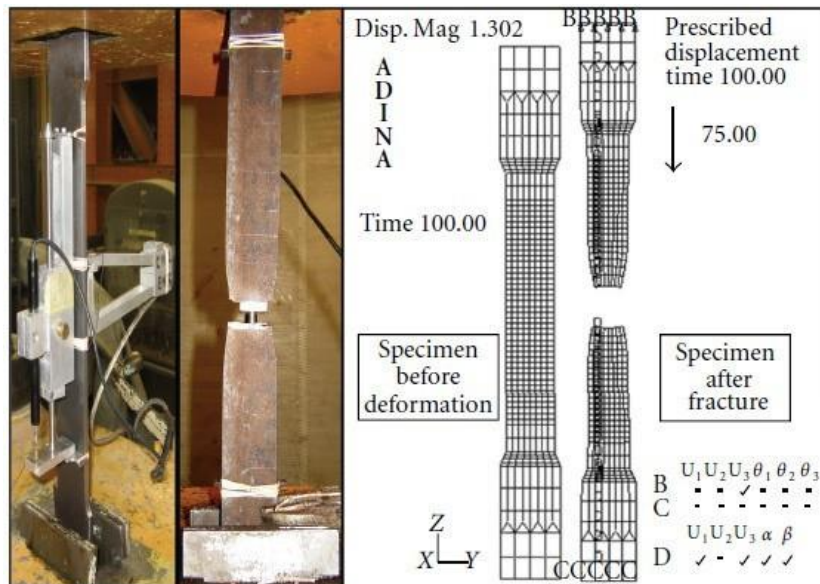 Disp. Mag 1.302
A
D
I
N
A
Time 100.00
BBBBB
Prescribed
displacement
time 100.00
75.00
Specimen
before
deformation
Specimen
after
fracture
U₁ U₂ U₃ θ₁ θ₂ θ₃
B - - ✓ - - -
C - - - - - -
U₁ U₂ U₃ α β
D ✓ - ✓ ✓ ✓
Z
X Y
CCCCC